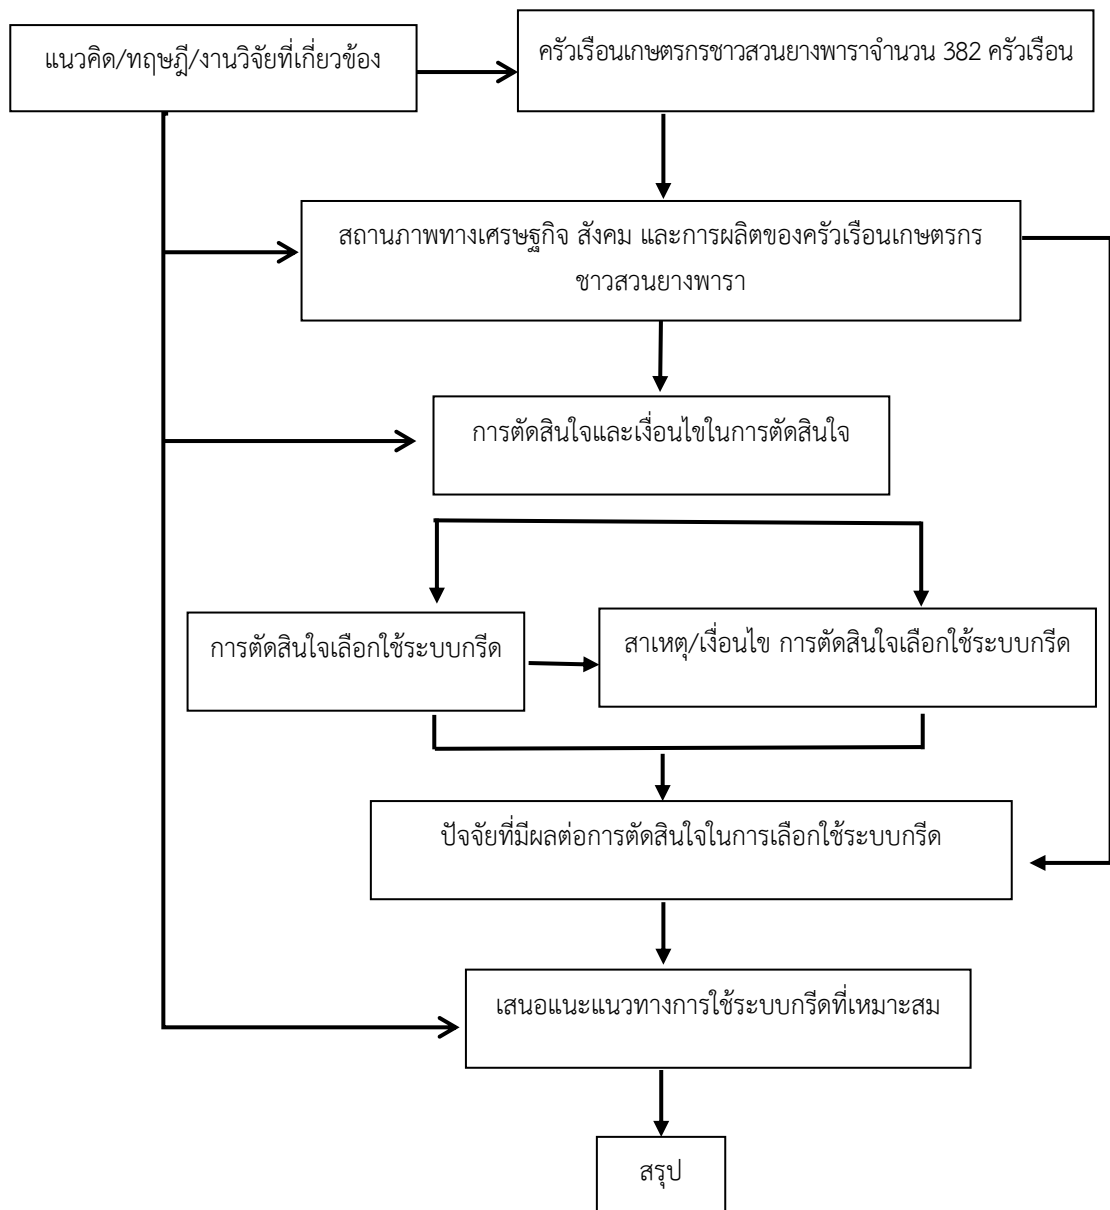 แนวคิด/ทฤษฎี/งานวิจัยที่เกี่ยวข้อง
ครัวเรือนเกษตรกรชาวสวนยางพาราจำนวน 382 ครัวเรือน
สถานภาพทางเศรษฐกิจ สังคม และการผลิตของครัวเรือนเกษตรกร
ชาวสวนยางพารา
การตัดสินใจและเงื่อนไขในการตัดสินใจ
การตัดสินใจเลือกใช้ระบบกรีด
สาเหตุ/เงื่อนไข การตัดสินใจเลือกใช้ระบบกรีด
ปัจจัยที่มีผลต่อการตัดสินใจในการเลือกใช้ระบบกรีด
เสนอแนะแนวทางการใช้ระบบกรีดที่เหมาะสม
สรุป